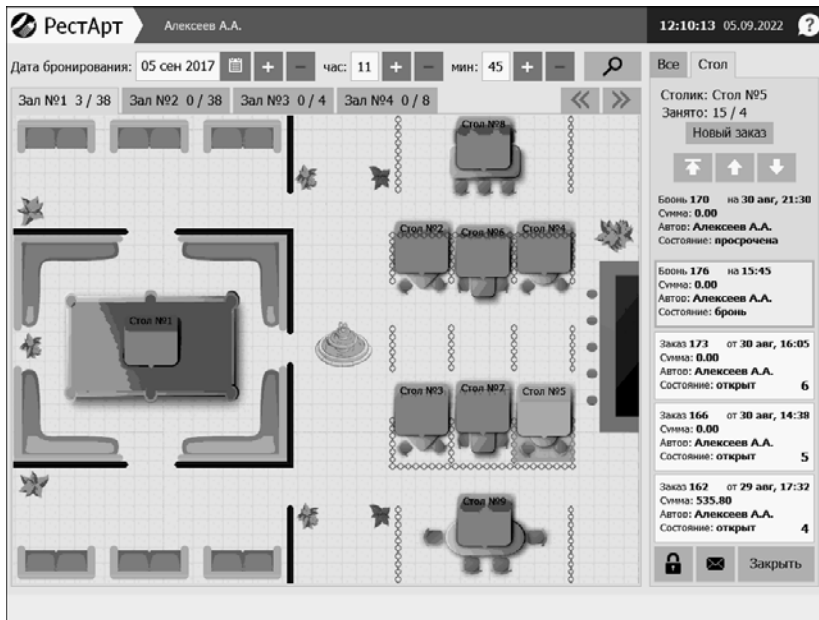 РестАрт Алексеев А.А. 12:10:13 05.09.2022 ?
Дата бронирования: 05 сен 2017 + – час: 11 + – мин: 45 + –
Зал №1 3 / 38 Зал №2 0 / 38 Зал №3 0 / 4 Зал №4 0 / 8
Стол №8
Стол №2 Стол №6 Стол №4
Стол №1
Стол №3 Стол №7 Стол №5
Стол №9
Все Стол
Столик: Стол №5
Занято: 15 / 4
Новый заказ
Бронь 170 на 30 авг, 21:30
Сумма: 0.00
Автор: Алексеев А.А.
Состояние: просрочена
Бронь 176 на 15:45
Сумма: 0.00
Автор: Алексеев А.А.
Состояние: бронь
Заказ 173 от 30 авг, 16:05
Сумма: 0.00
Автор: Алексеев А.А.
Состояние: открыт 6
Заказ 166 от 30 авг, 14:38
Сумма: 0.00
Автор: Алексеев А.А.
Состояние: открыт 5
Заказ 162 от 29 авг, 17:32
Сумма: 535.80
Автор: Алексеев А.А.
Состояние: открыт 4
Закрыть